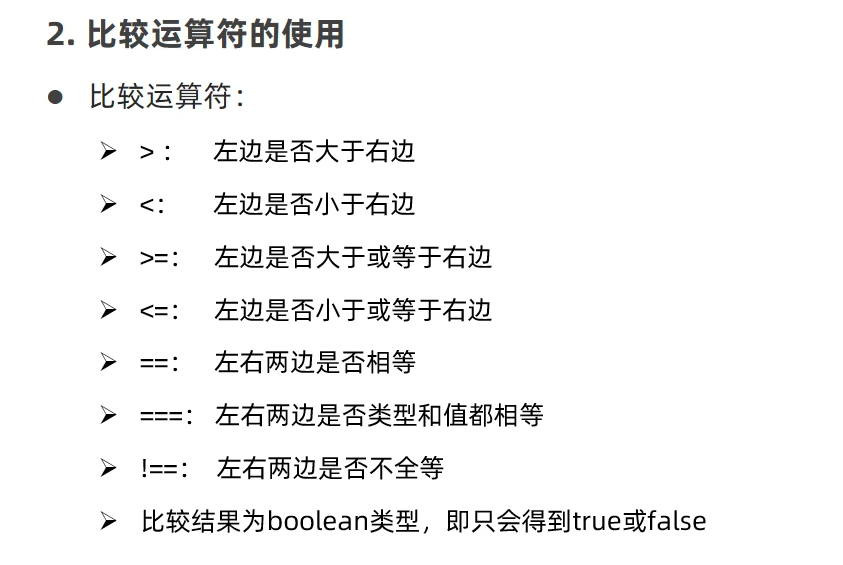 2. 比较运算符的使用
● 比较运算符：
➢ > ： 左边是否大于右边
➢ <： 左边是否小于右边
➢ >=： 左边是否大于或等于右边
➢ <=： 左边是否小于或等于右边
➢ ==： 左右两边是否相等
➢ ===： 左右两边是否类型和值都相等
➢ !==： 左右两边是否不全等
➢ 比较结果为boolean类型，即只会得到true或false